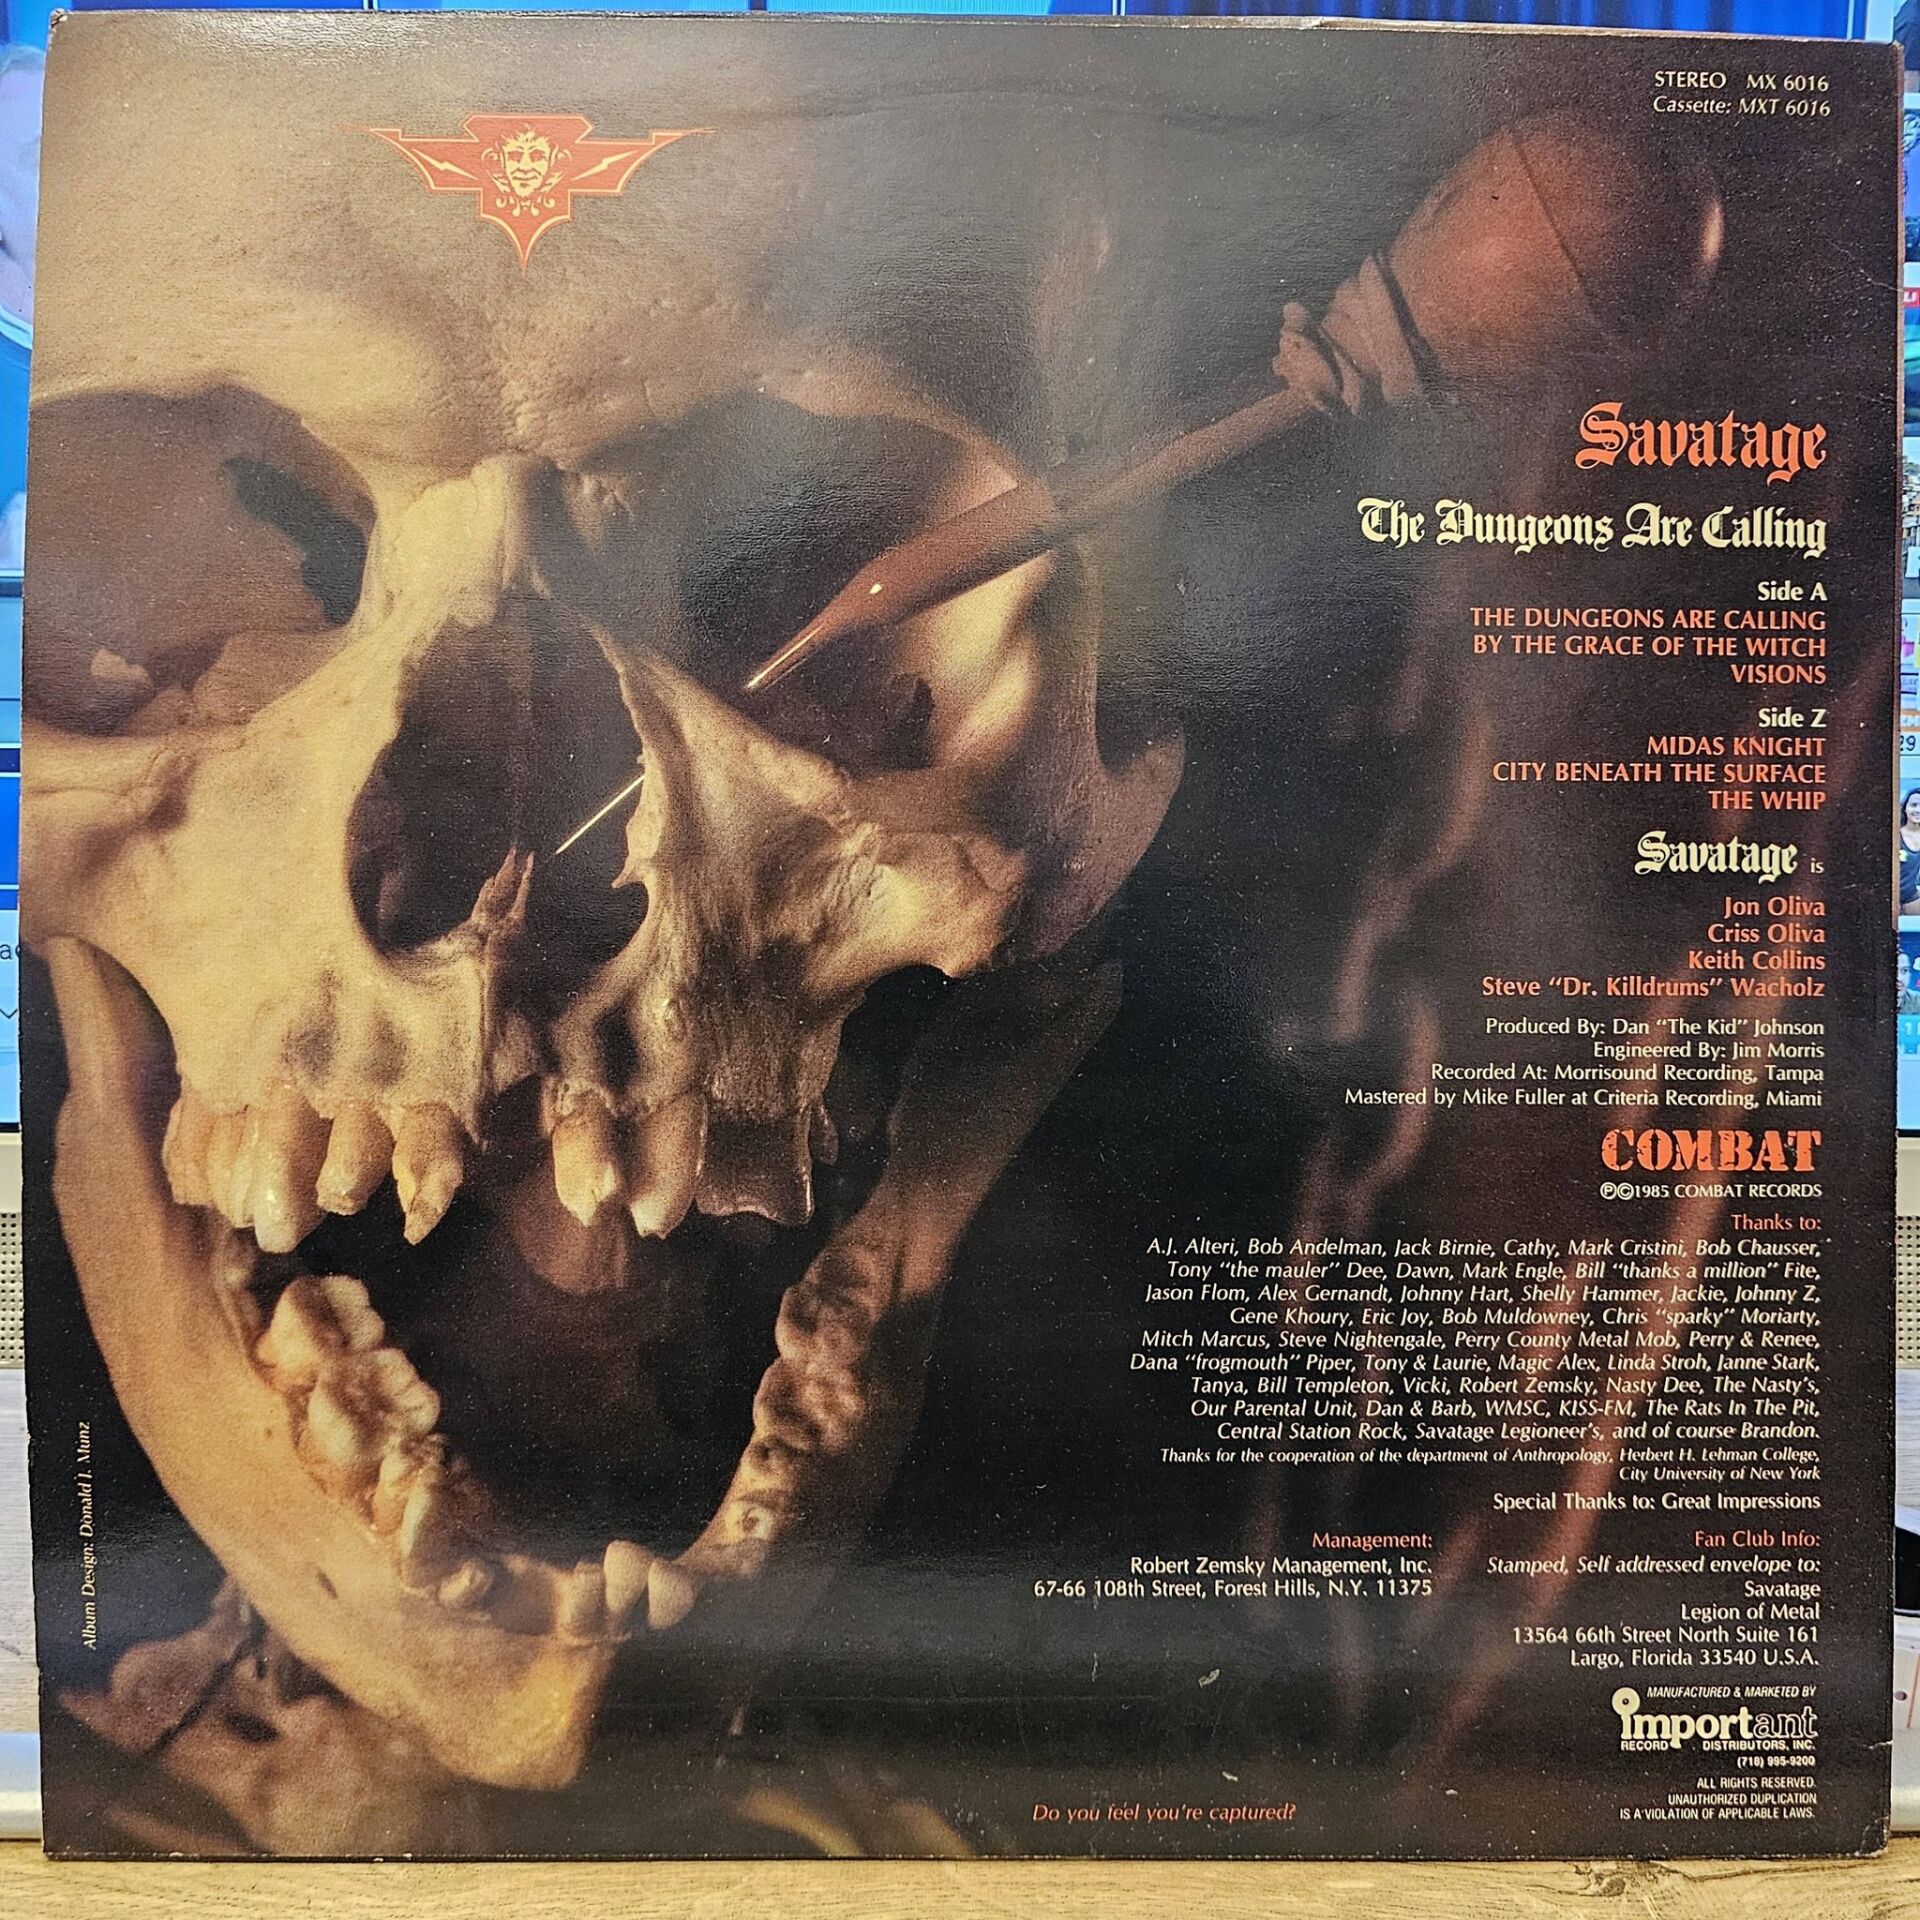 STEREO MX 6016
Cassette: MXT 6016
Savatage
The Dungeons Are Calling
Side A
THE DUNGEONS ARE CALLING
BY THE GRACE OF THE WITCH
VISIONS
Side Z
MIDAS KNIGHT
CITY BENEATH THE SURFACE
THE WHIP
Savatage is
Jon Oliva
Criss Oliva
Keith Collins
Steve "Dr. Killdrums" Wacholz
Produced By: Dan "The Kid" Johnson
Engineered By: Jim Morris
Recorded At: Morrisound Recording, Tampa
Mastered by Mike Fuller at Criteria Recording, Miami
COMBAT
℗©1985 COMBAT RECORDS
Thanks to:
A.J. Alteri, Bob Andelman, Jack Birnie, Cathy, Mark Cristini, Bob Chausser,
Tony "the mauler" Dee, Dawn, Mark Engle, Bill "thanks a million" Fite,
Jason Flom, Alex Gernandt, Johnny Hart, Shelly Hammer, Jackie, Johnny Z,
Gene Khoury, Eric Joy, Bob Muldowney, Chris "sparky" Moriarty,
Mitch Marcus, Steve Nightengale, Perry County Metal Mob, Perry & Renee,
Dana "frogmouth" Piper, Tony & Laurie, Magic Alex, Linda Stroh, Janne Stark,
Tanya, Bill Templeton, Vicki, Robert Zemsky, Nasty Dee, The Nasty's,
Our Parental Unit, Dan & Barb, WMSC, KISS-FM, The Rats In The Pit,
Central Station Rock, Savatage Legioneer's, and of course Brandon.
Thanks for the cooperation of the department of Anthropology, Herbert H. Lehman College,
City University of New York
Special Thanks to: Great Impressions
Management:
Robert Zemsky Management, Inc.
67-66 108th Street, Forest Hills, N.Y. 11375
Fan Club Info:
Stamped, Self addressed envelope to:
Savatage
Legion of Metal
13564 66th Street North Suite 161
Largo, Florida 33540 U.S.A.
MANUFACTURED & MARKETED BY
important
RECORD DISTRIBUTORS, INC.
(718) 995-9200
ALL RIGHTS RESERVED.
UNAUTHORIZED DUPLICATION
IS A VIOLATION OF APPLICABLE LAWS.
Do you feel you're captured?
Album Design: Donald J. Munz